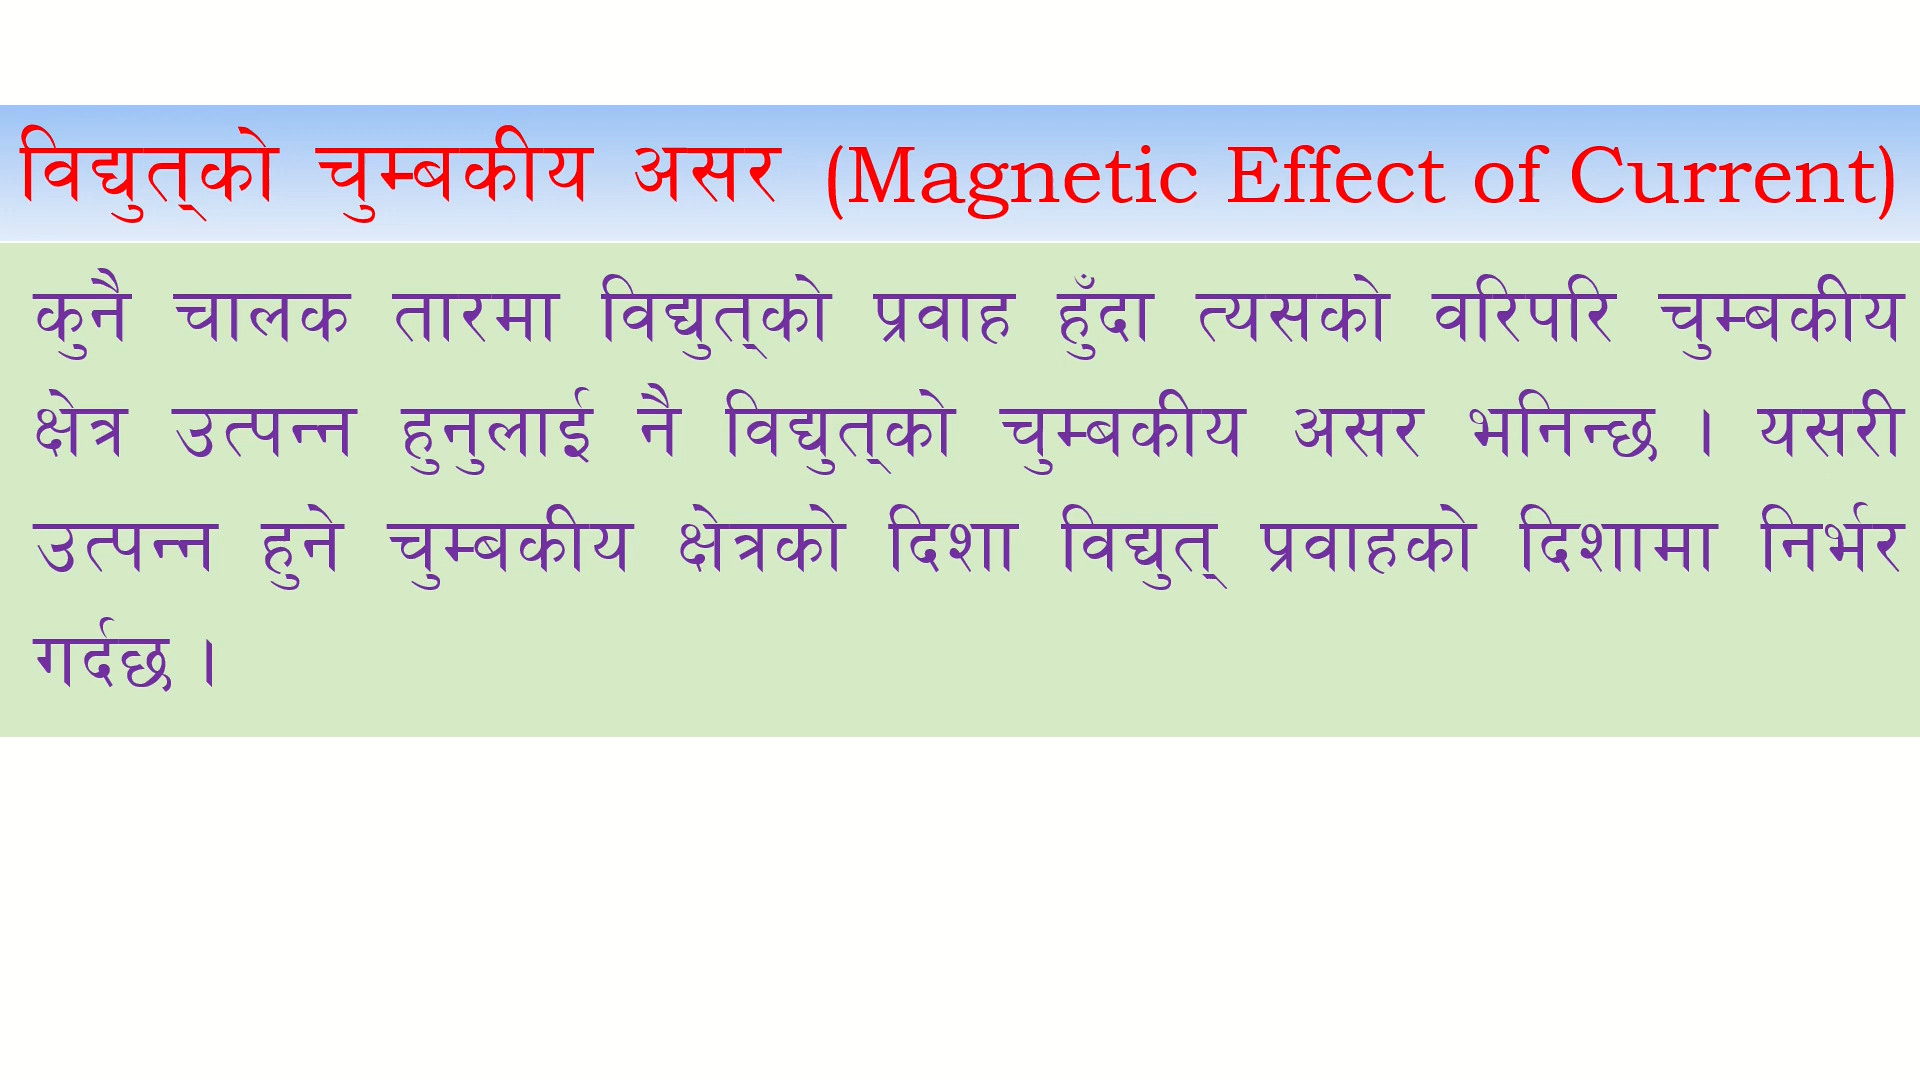 विद्युत्को चुम्बकीय असर (Magnetic Effect of Current)
कुनै चालक तारमा विद्युत्को प्रवाह हुँदा त्यसको वरिपरि चुम्बकीय
क्षेत्र उत्पन्न हुनुलाई नै विद्युत्को चुम्बकीय असर भनिन्छ । यसरी
उत्पन्न हुने चुम्बकीय क्षेत्रको दिशा विद्युत् प्रवाहको दिशामा निर्भर
गर्दछ ।